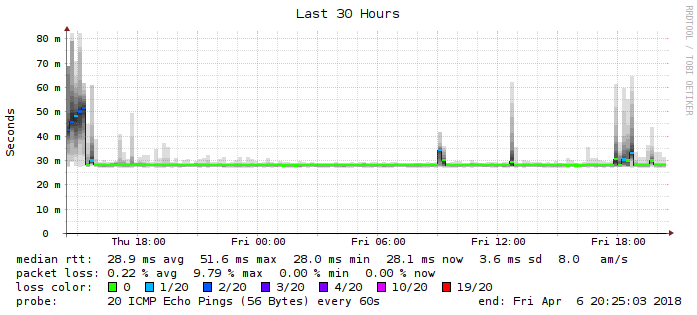 Last 30 Hours
RRDTOOL / TOBI OETIKER
Seconds
80 m
70 m
60 m
50 m
40 m
30 m
20 m
10 m
0
Thu 18:00 Fri 00:00 Fri 06:00 Fri 12:00 Fri 18:00
median rtt: 28.9 ms avg 51.6 ms max 28.0 ms min 28.1 ms now 3.6 ms sd 8.0 am/s
packet loss: 0.22 % avg 9.79 % max 0.00 % min 0.00 % now
loss color: 0 1/20 2/20 3/20 4/20 10/20 19/20
probe: 20 ICMP Echo Pings (56 Bytes) every 60s end: Fri Apr 6 20:25:03 2018